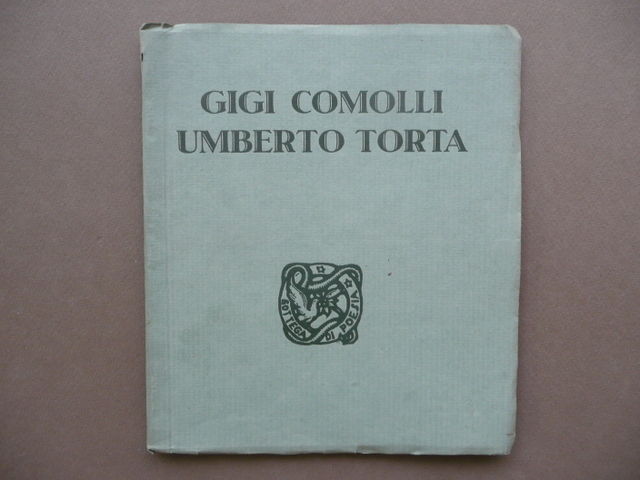 GIGI COMOLLI
UMBERTO TORTA
BOTTEGA DI POESIA